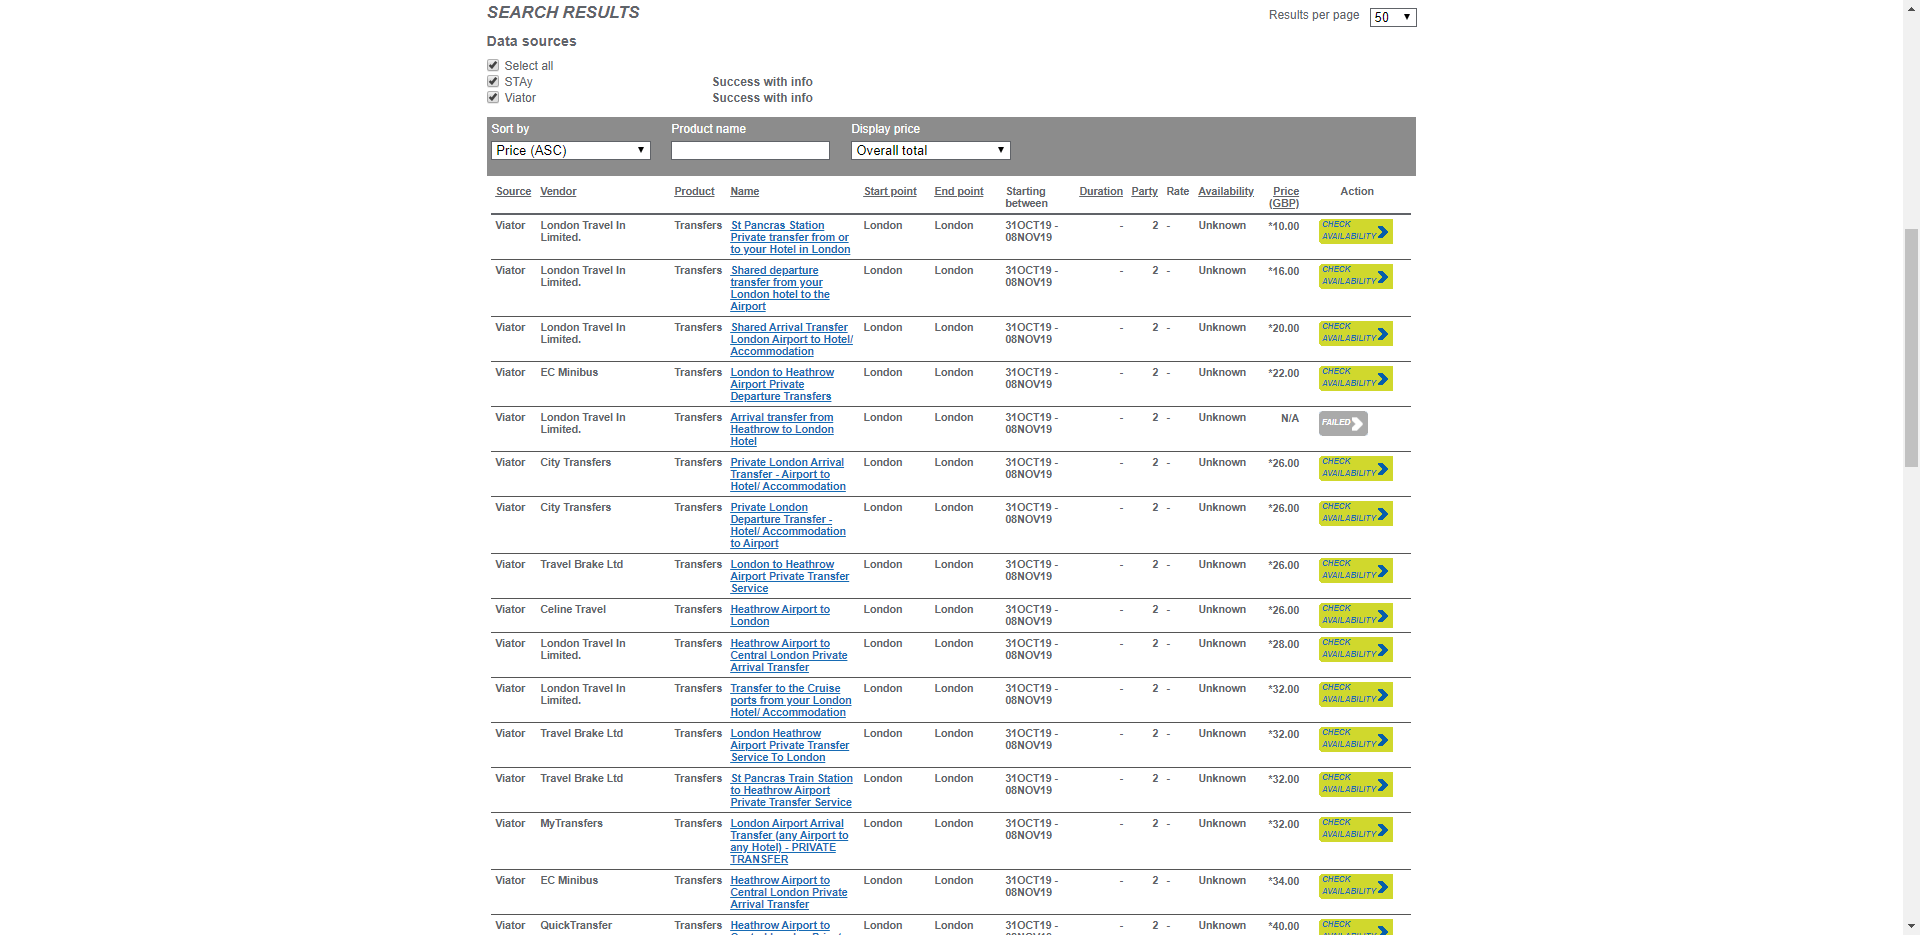 SEARCH RESULTS
Results per page 50
Data sources
Select all
STAy Success with info
Viator Success with info
Sort by Product name Display price
Price (ASC) Overall total
Source Vendor Product Name Start point End point Starting Duration Party Rate Availability Price Action
between (GBP)
Viator London Travel In Transfers St Pancras Station London London 31OCT19 - - 2 - Unknown *10.00 CHECK
Limited. Private transfer from or 08NOV19 AVAILABILITY
to your Hotel in London
Viator London Travel In Transfers Shared departure London London 31OCT19 - - 2 - Unknown *16.00 CHECK
Limited. transfer from your 08NOV19 AVAILABILITY
London hotel to the
Airport
Viator London Travel In Transfers Shared Arrival Transfer London London 31OCT19 - - 2 - Unknown *20.00 CHECK
Limited. London Airport to Hotel/ 08NOV19 AVAILABILITY
Accommodation
Viator EC Minibus Transfers London to Heathrow London London 31OCT19 - - 2 - Unknown *22.00 CHECK
Airport Private 08NOV19 AVAILABILITY
Departure Transfers
Viator London Travel In Transfers Arrival transfer from London London 31OCT19 - - 2 - Unknown N/A FAILED
Limited. Heathrow to London 08NOV19
Hotel
Viator City Transfers Transfers Private London Arrival London London 31OCT19 - - 2 - Unknown *26.00 CHECK
Transfer - Airport to 08NOV19 AVAILABILITY
Hotel/ Accommodation
Viator City Transfers Transfers Private London London London 31OCT19 - - 2 - Unknown *26.00 CHECK
Departure Transfer - 08NOV19 AVAILABILITY
Hotel/ Accommodation
to Airport
Viator Travel Brake Ltd Transfers London to Heathrow London London 31OCT19 - - 2 - Unknown *26.00 CHECK
Airport Private Transfer 08NOV19 AVAILABILITY
Service
Viator Celine Travel Transfers Heathrow Airport to London London 31OCT19 - - 2 - Unknown *26.00 CHECK
London 08NOV19 AVAILABILITY
Viator London Travel In Transfers Heathrow Airport to London London 31OCT19 - - 2 - Unknown *28.00 CHECK
Limited. Central London Private 08NOV19 AVAILABILITY
Arrival Transfer
Viator London Travel In Transfers Transfer to the Cruise London London 31OCT19 - - 2 - Unknown *32.00 CHECK
Limited. ports from your London 08NOV19 AVAILABILITY
Hotel/ Accommodation
Viator Travel Brake Ltd Transfers London Heathrow London London 31OCT19 - - 2 - Unknown *32.00 CHECK
Airport Private Transfer 08NOV19 AVAILABILITY
Service To London
Viator Travel Brake Ltd Transfers St Pancras Train Station London London 31OCT19 - - 2 - Unknown *32.00 CHECK
to Heathrow Airport 08NOV19 AVAILABILITY
Private Transfer Service
Viator MyTransfers Transfers London Airport Arrival London London 31OCT19 - - 2 - Unknown *32.00 CHECK
Transfer (any Airport to 08NOV19 AVAILABILITY
any Hotel) - PRIVATE
TRANSFER
Viator EC Minibus Transfers Heathrow Airport to London London 31OCT19 - - 2 - Unknown *34.00 CHECK
Central London Private 08NOV19 AVAILABILITY
Arrival Transfer
Viator QuickTransfer Transfers Heathrow Airport to London London 31OCT19 - - 2 - Unknown *40.00 CHECK